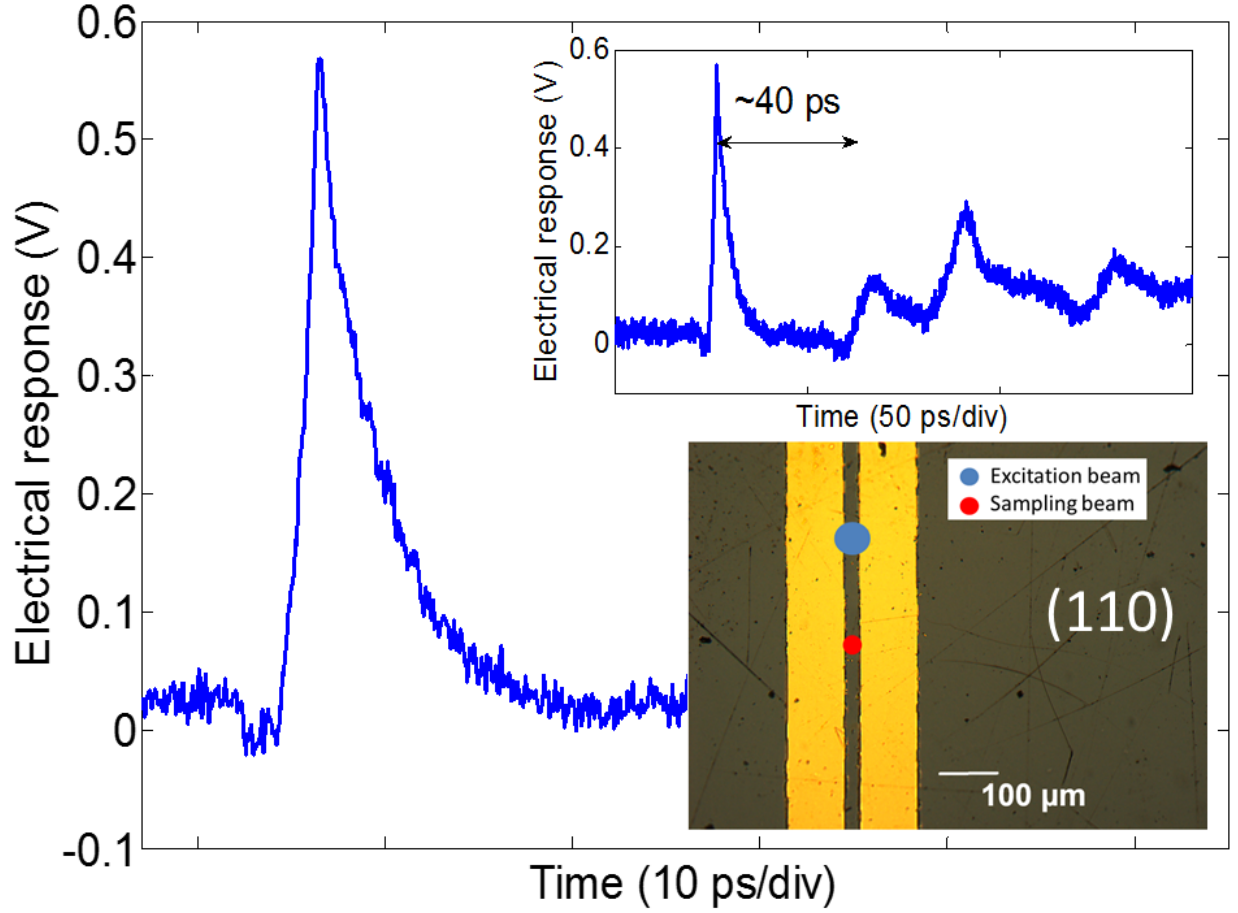 0.6
0.5
0.4
0.3
0.2
0.1
0
-0.1
Electrical response (V)
Time (10 ps/div)
0.6
0.4
0.2
0
Electrical response (V)
~40 ps
Time (50 ps/div)
Excitation beam
Sampling beam
(110)
100 µm